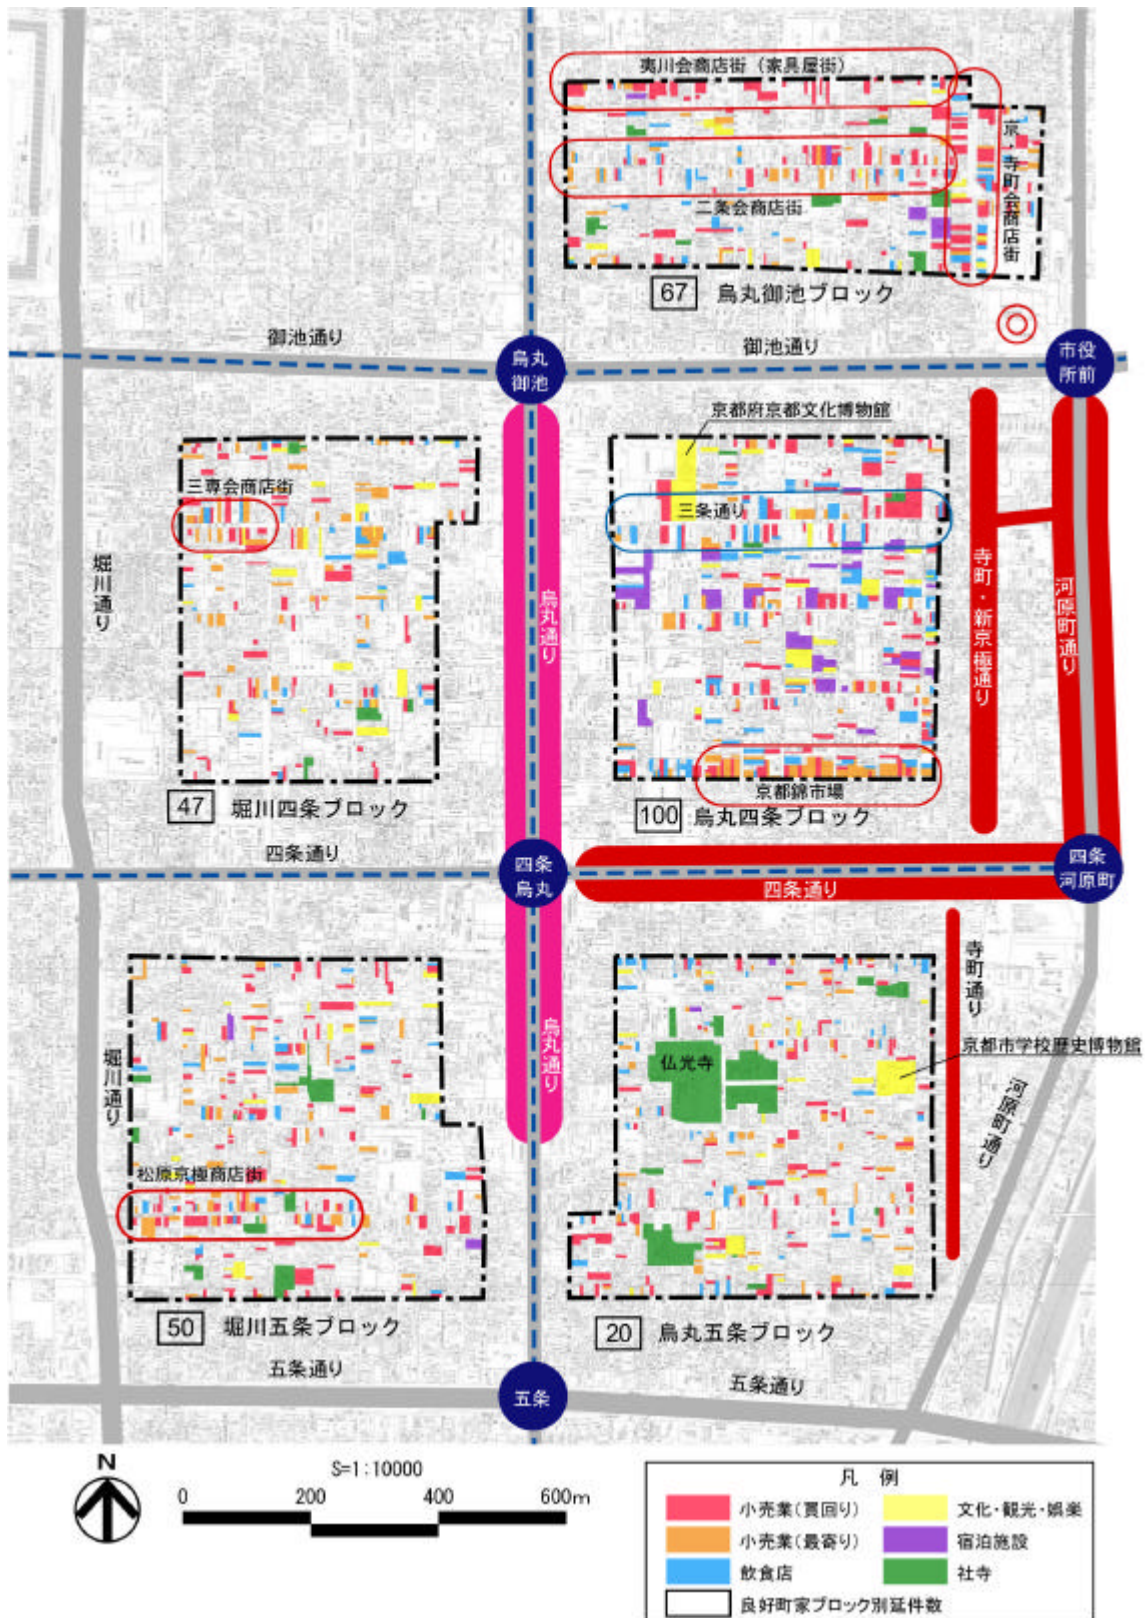 夷川会商店街（家具屋街）
京・寺町会商店街
二条会商店街
67 烏丸御池ブロック
御池通り
御池通り
烏丸
御池
市役
所前
京都府京都文化博物館
三専会商店街
三条通り
堀川通り
烏丸通り
寺町・新京極通り
河原町通り
京都錦市場
47 堀川四条ブロック
100 烏丸四条ブロック
四条通り
四条
烏丸
四条
河原町
四条通り
寺町通り
仏光寺
京都市学校歴史博物館
堀川通り
烏丸通り
河原町通り
松原京極商店街
50 堀川五条ブロック
20 烏丸五条ブロック
五条通り
五条通り
五条
N
S=1:10000
0 200 400 600m
凡 例
小売業(買回り) 文化・観光・娯楽
小売業(最寄り) 宿泊施設
飲食店 社寺
良好町家ブロック別延件数